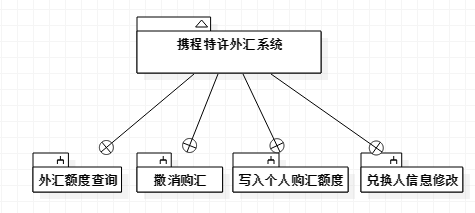 携程特许外汇系统
外汇额度查询
撤消购汇
写入个人购汇额度
兑换人信息修改